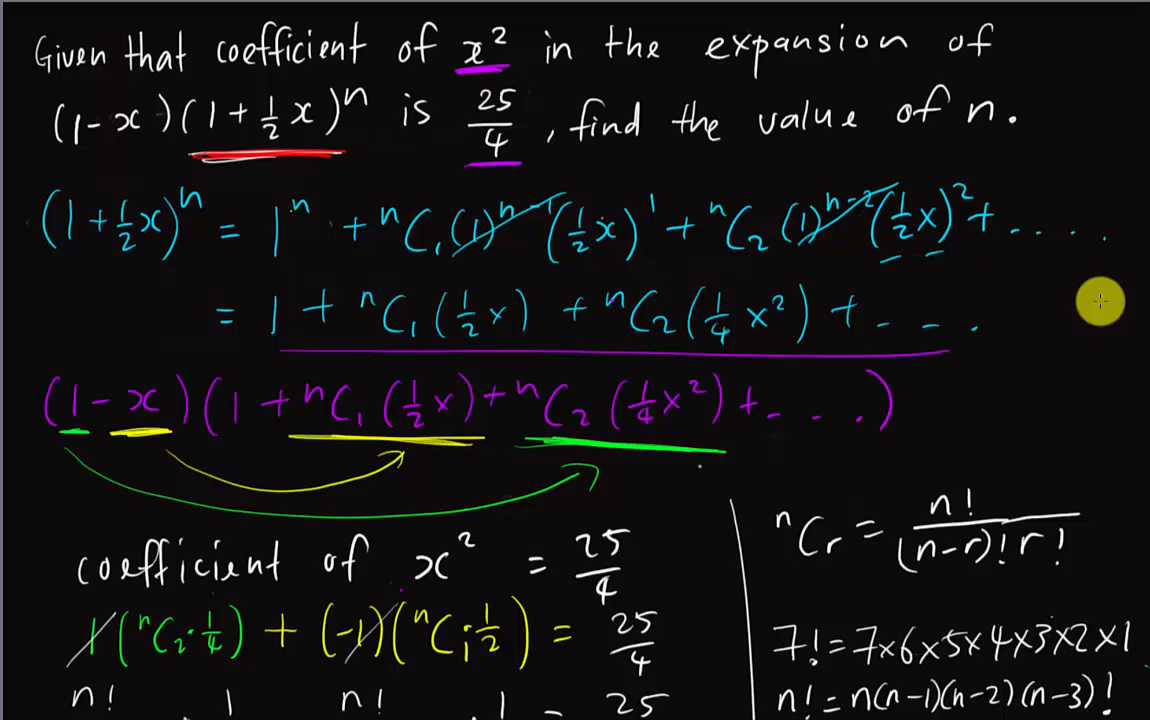 Given that coefficient of x² in the expansion of
(1-x)(1+½x)ⁿ is 25/4, find the value of n.
(1+½x)ⁿ = 1ⁿ + ⁿC₁(1)ⁿ⁻¹(½x)¹ + ⁿC₂(1)ⁿ⁻²(½x)² + ....
= 1 + ⁿC₁(½x) + ⁿC₂(¼x²) + ....
(1-x)(1+ⁿC₁(½x)+ⁿC₂(¼x²)+....)
coefficient of x² = 25/4
1(ⁿC₂·¼) + (-1)(ⁿC₁·½) = 25/4
n! 1 n! 1 = 25
ⁿCᵣ = n!/(n-r)!r!
7! = 7×6×5×4×3×2×1
n! = n(n-1)(n-2)(n-3)!